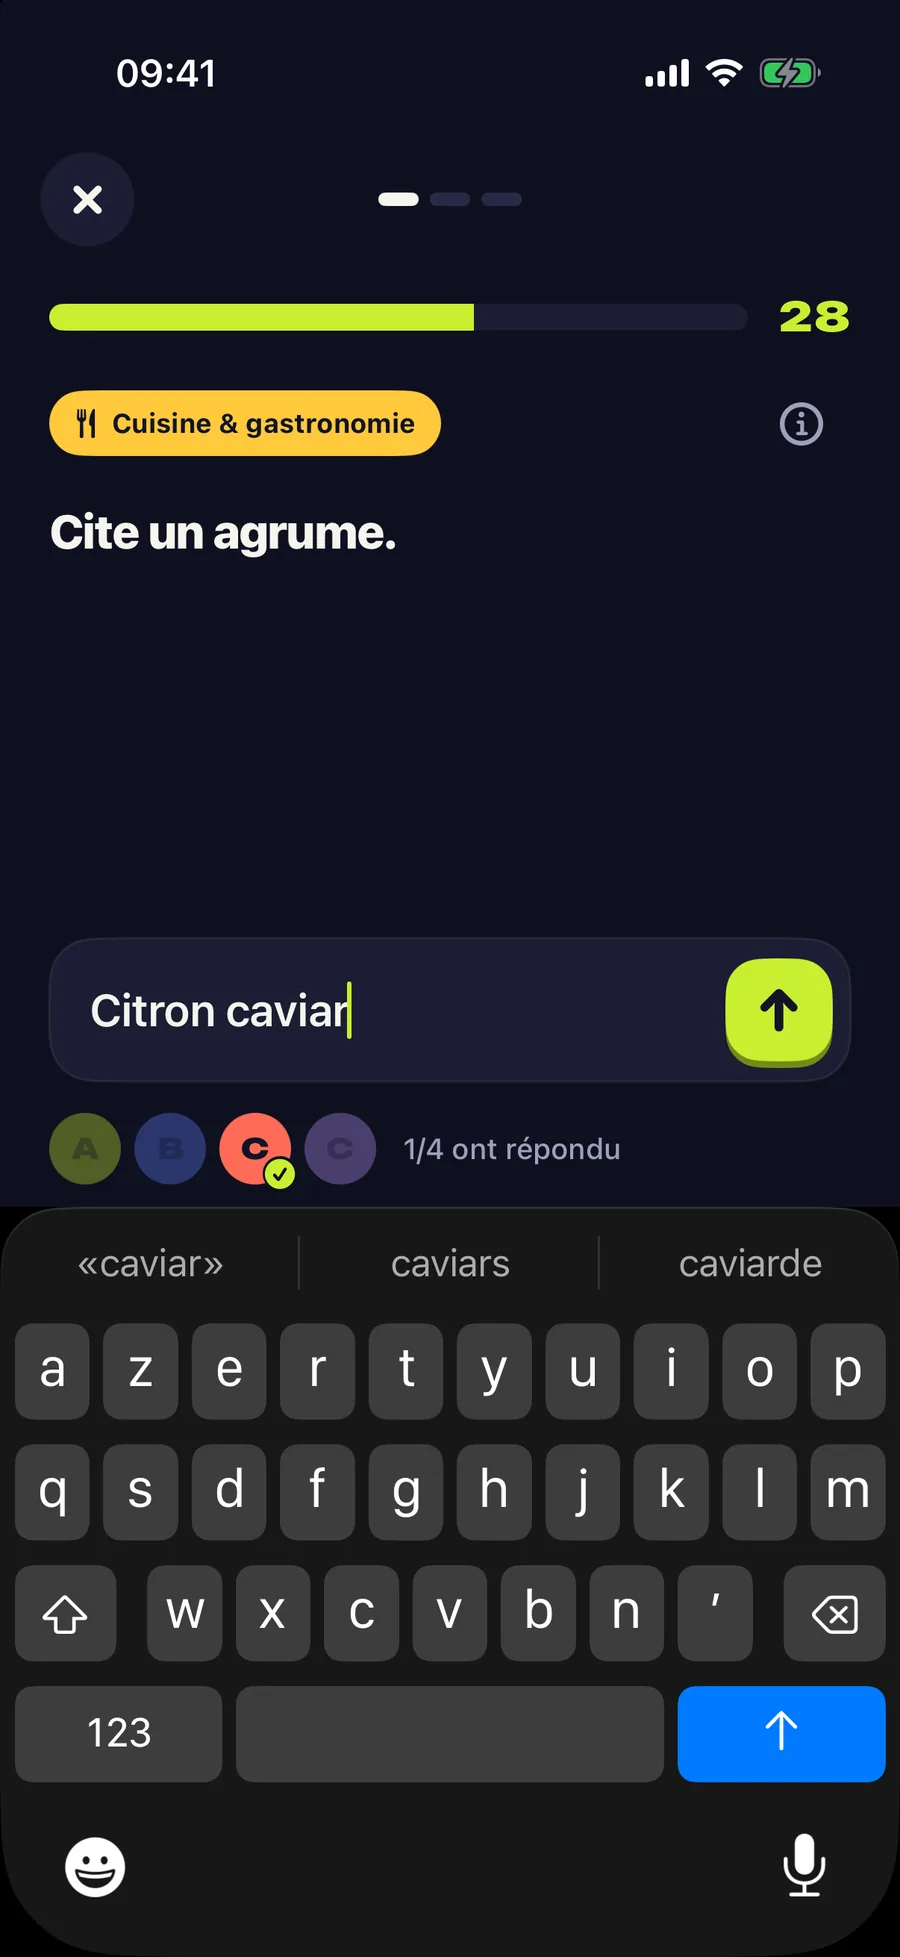 09:41
28
Cuisine & gastronomie
Cite un agrume.
Citron caviar
A B C C 1/4 ont répondu
«caviar» caviars caviarde
a z e r t y u i o p
q s d f g h j k l m
w x c v b n ’
123